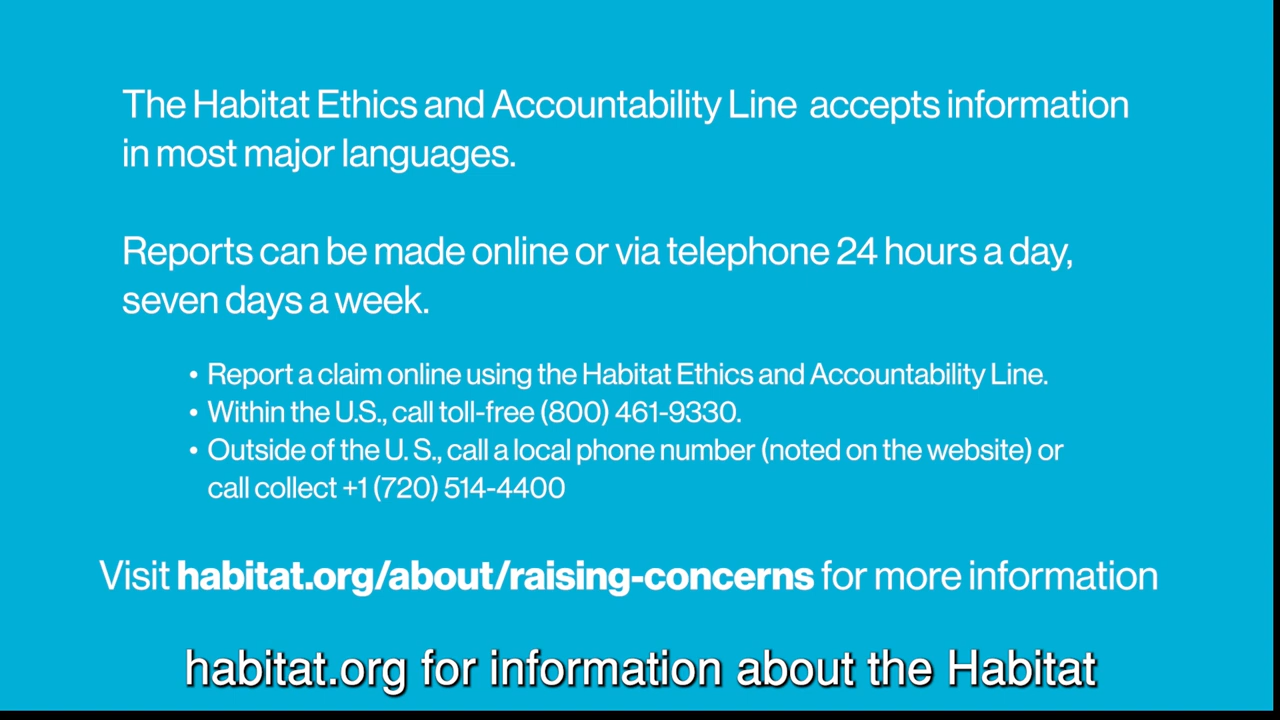 The Habitat Ethics and Accountability Line accepts information
in most major languages.
Reports can be made online or via telephone 24 hours a day,
seven days a week.
• Report a claim online using the Habitat Ethics and Accountability Line.
• Within the U.S., call toll-free (800) 461-9330.
• Outside of the U. S., call a local phone number (noted on the website) or
call collect +1 (720) 514-4400
Visit habitat.org/about/raising-concerns for more information
habitat.org for information about the Habitat